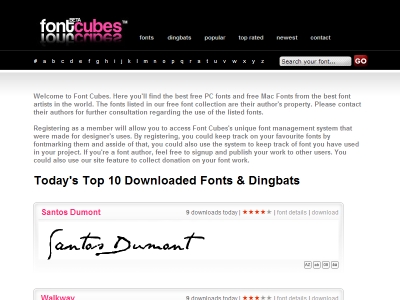 BETA
fontcubes™
fonts dingbats popular top rated newest contact
# a b c d e f g h i j k l m n o p q r s t u v w x y z Search your font... GO
Welcome to Font Cubes. Here you'll find the best free PC fonts and free Mac Fonts from the best font
artists in the world. The fonts listed in our free font collection are their author's property. Please contact
their authors for further consultation regarding the use of the listed fonts.
Registering as a member will allow you to access Font Cubes's unique font management system that
were made for designer's uses. By registering, you could keep track on your favourite fonts by
fontmarking them and asside of that, you could also use the system to keep track of font you have used
in your project. If you're a font author, feel free to signup and publish your work to other users. You
could also use our site feature to collect donation on your font work.
Today's Top 10 Downloaded Fonts & Dingbats
Santos Dumont 9 downloads today | ★★★★★ | font details | download
Santos Dumont
Walkway 9 downloads today | ★★★★★ | font details | download